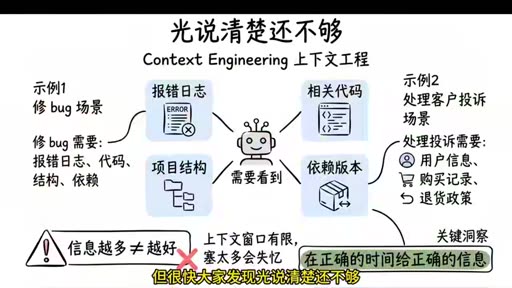 光说清楚还不够
Context Engineering 上下文工程
示例1
修 bug 场景
修 bug 需要:
报错日志、代码、
结构、依赖
报错日志
ERROR
相关代码
项目结构
依赖版本
需要看到
示例2
处理客户投诉
场景
处理投诉需要:
用户信息、
购买记录、
退货政策
信息越多≠越好
上下文窗口有限,
塞太多会失忆
关键洞察
在正确的时间给正确的信息
但很快大家发现光说清楚还不够